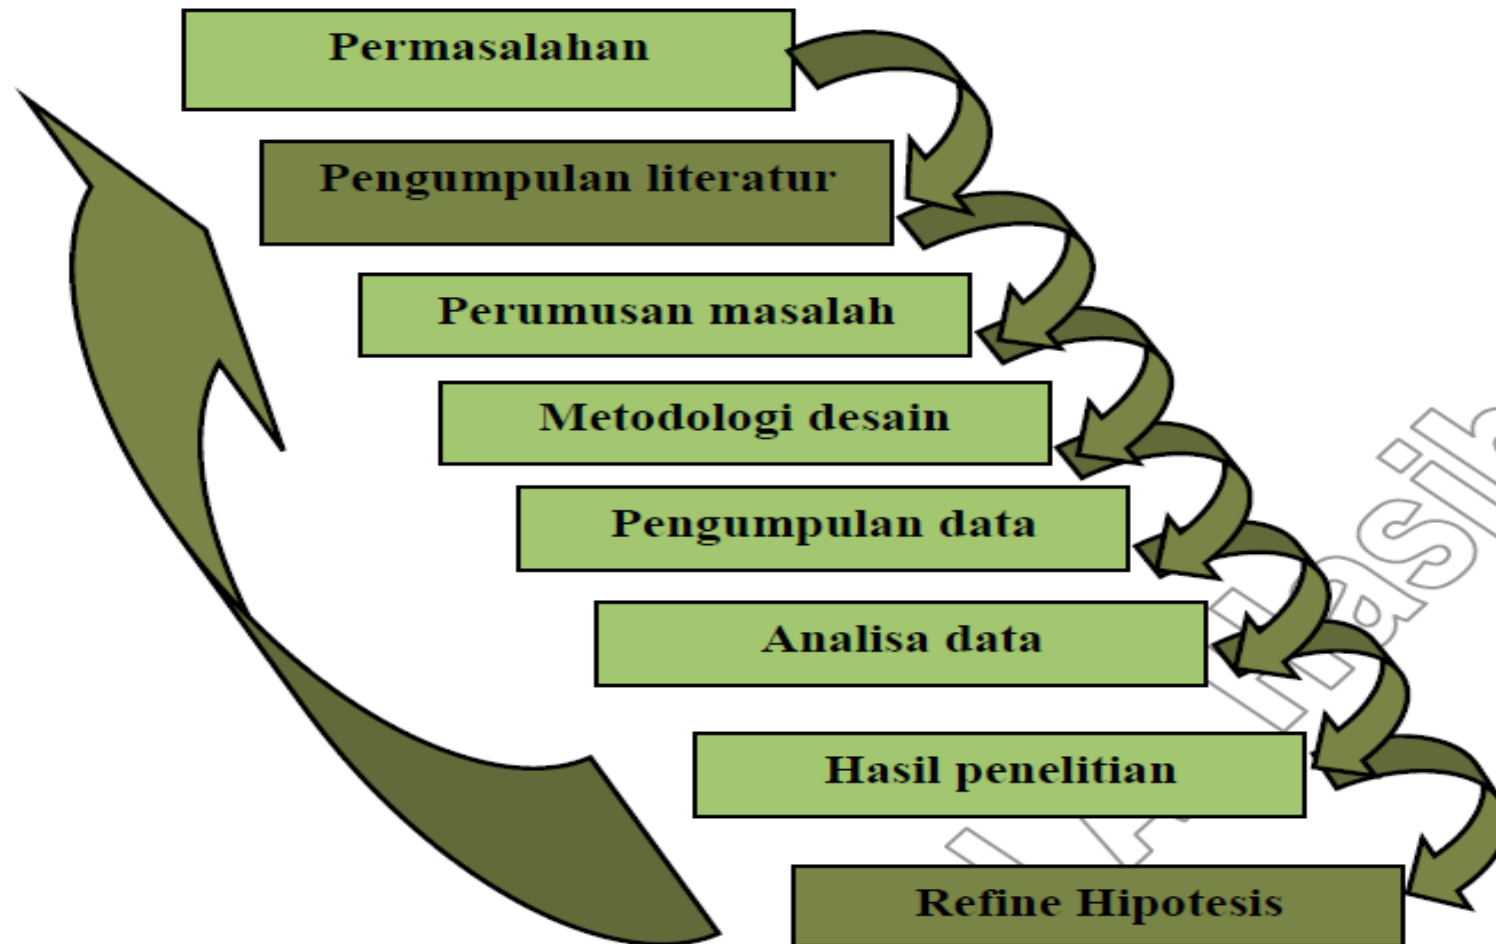 Permasalahan
Pengumpulan literatur
Perumusan masalah
Metodologi desain
Pengumpulan data
Analisa data
Hasil penelitian
Refine Hipotesis